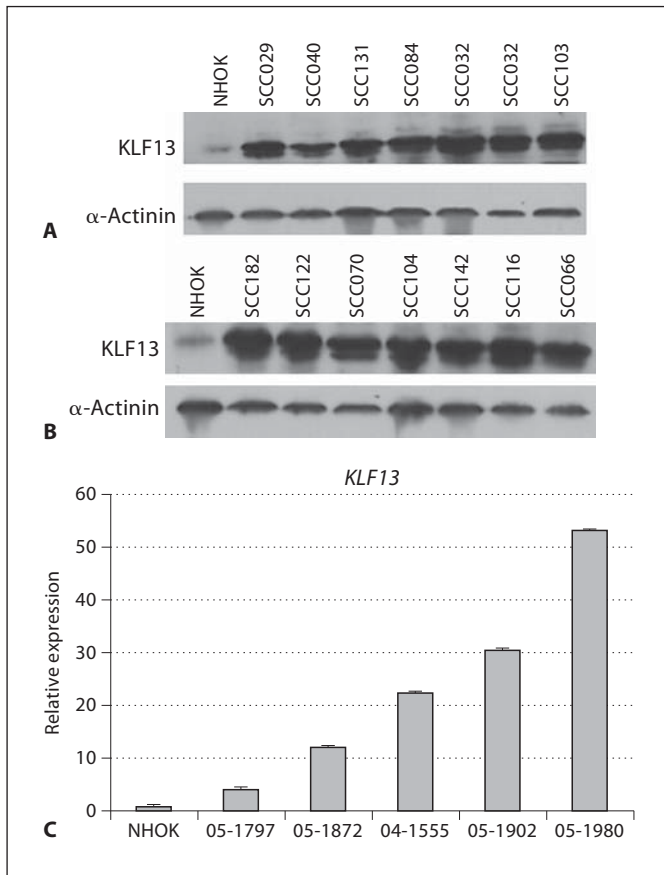 NHOK SCC029 SCC040 SCC131 SCC084 SCC032 SCC032 SCC103
KLF13
α-Actinin
A
NHOK SCC182 SCC122 SCC070 SCC104 SCC142 SCC116 SCC066
KLF13
α-Actinin
B
KLF13
60
50
40
30
20
10
0
Relative expression
NHOK 05-1797 05-1872 04-1555 05-1902 05-1980
C